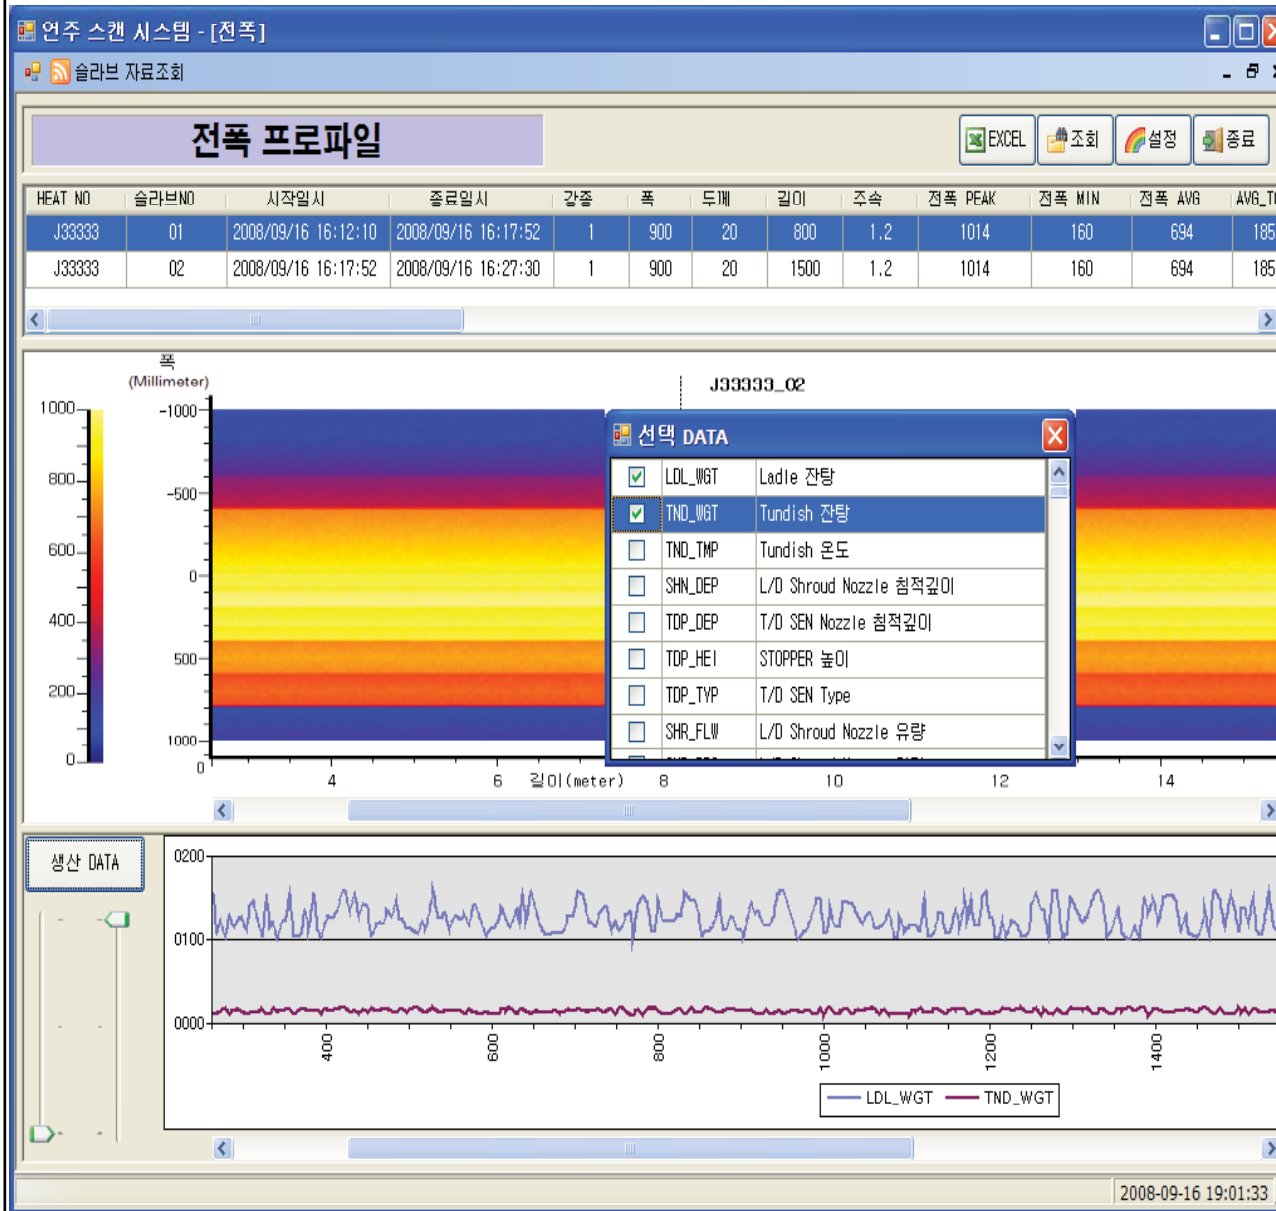 연주 스캔 시스템 - [전폭]
슬라브 자료조회
전폭 프로파일
EXCEL 조회 설정 종료
HEAT NO 슬라브NO 시작일시 종료일시 강종 폭 두께 길이 주속 전폭 PEAK 전폭 MIN 전폭 AVG
J33333 01 2008/09/16 16:12:10 2008/09/16 16:17:52 1 900 20 800 1.2 1014 160 694 185
J33333 02 2008/09/16 16:17:52 2008/09/16 16:27:30 1 900 20 1500 1.2 1014 160 694 185
폭
(Millimeter)
J33333_02
1000
800
600
400
200
0
-1000
-500
0
500
1000
0 4 6 길이(meter) 8 10 12 14
선택 DATA
LDL_WGT Ladle 잔탕
TND_WGT Tundish 잔탕
TND_TMP Tundish 온도
SHN_DEP L/D Shroud Nozzle 침적깊이
TDP_DEP T/D SEN Nozzle 침적깊이
TDP_HEI STOPPER 높이
TDP_TYP T/D SEN Type
SHR_FLW L/D Shroud Nozzle 유량
생산 DATA
0200
0100
0000
400 600 800 1000 1200 1400
LDL_WGT TND_WGT
2008-09-16 19:01:33